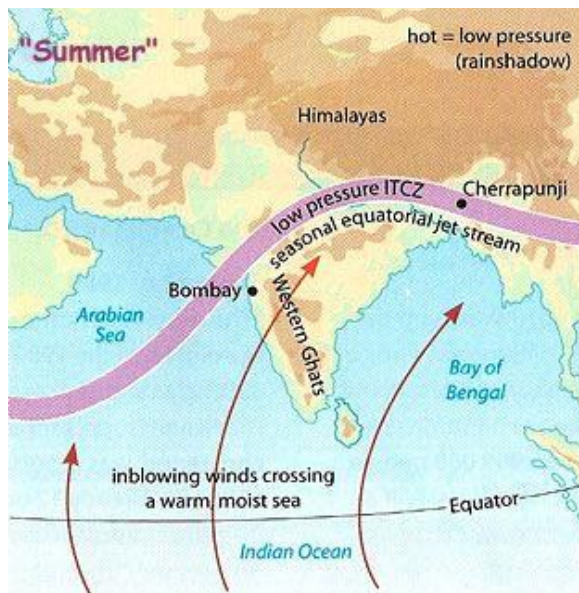 "Summer"
hot = low pressure
(rainshadow)
Himalayas
Cherrapunji
low pressure ITCZ
seasonal equatorial jet stream
Bombay
Western Ghats
Arabian
Sea
Bay of
Bengal
inblowing winds crossing
a warm, moist sea
Equator
Indian Ocean